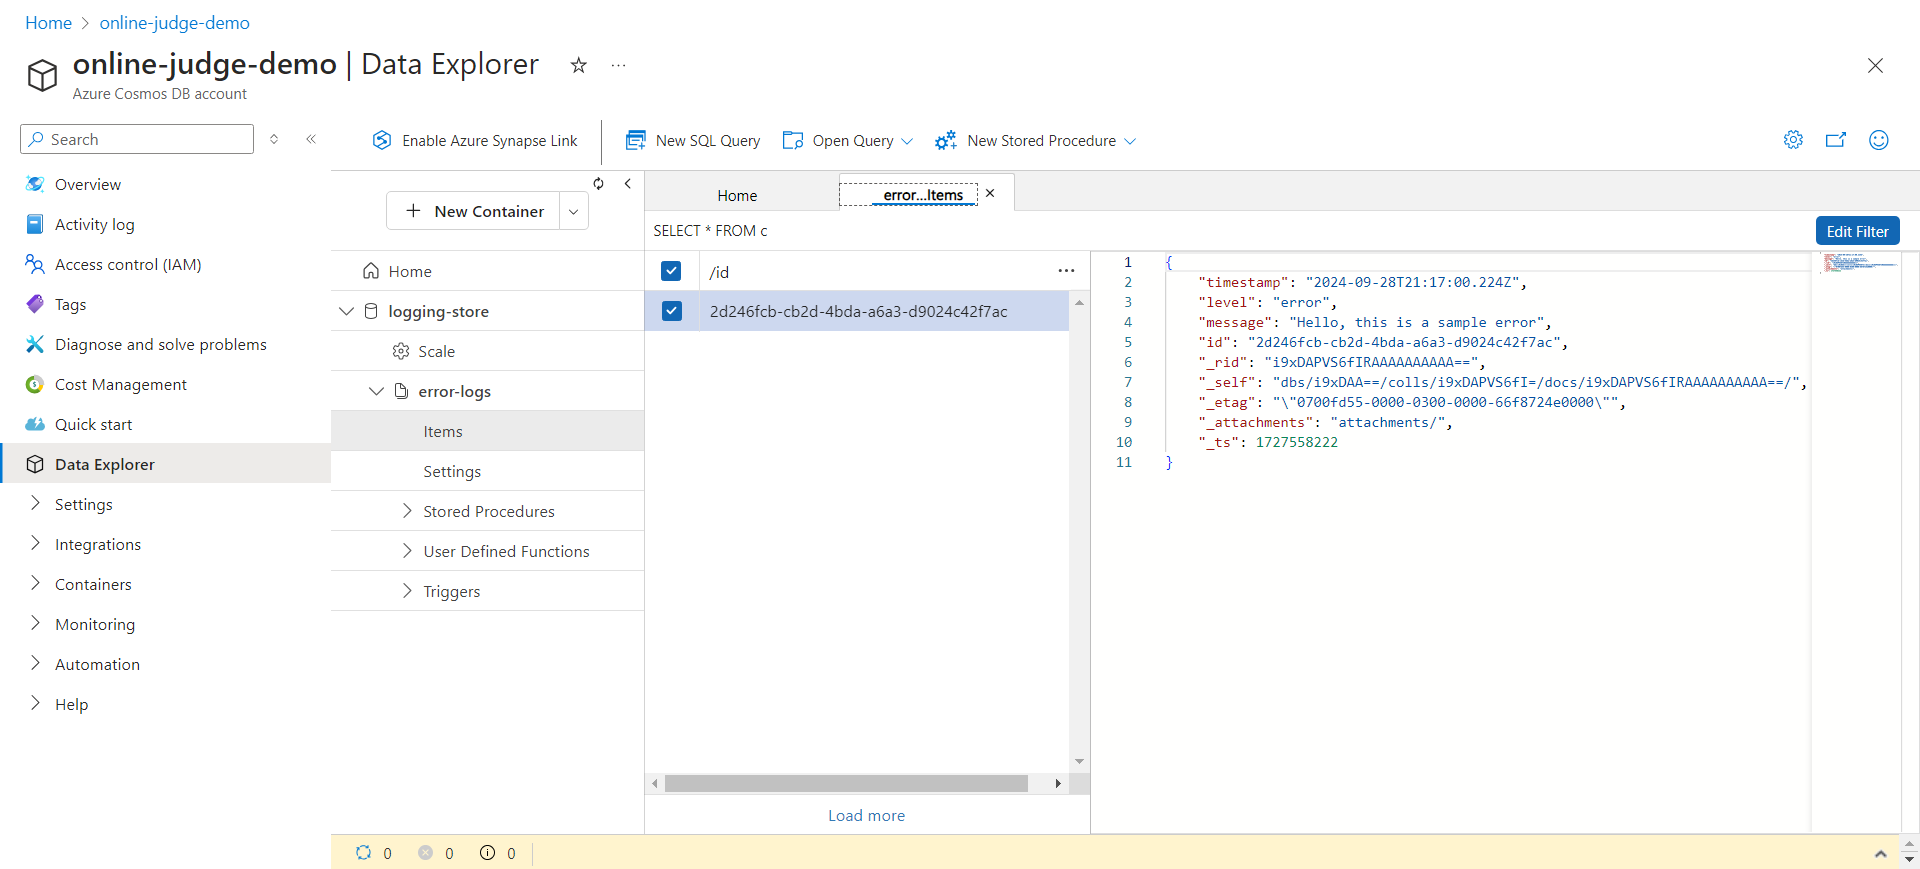 Home > online-judge-demo
online-judge-demo | Data Explorer
Azure Cosmos DB account
Search
Overview
Activity log
Access control (IAM)
Tags
Diagnose and solve problems
Cost Management
Quick start
Data Explorer
Settings
Integrations
Containers
Monitoring
Automation
Help
Enable Azure Synapse Link
New SQL Query
Open Query
New Stored Procedure
New Container
Home
logging-store
Scale
error-logs
Items
Settings
Stored Procedures
User Defined Functions
Triggers
Home
error...Items
SELECT * FROM c
Edit Filter
/id
2d246fcb-cb2d-4bda-a6a3-d9024c42f7ac
Load more
1 {
2 "timestamp": "2024-09-28T21:17:00.224Z",
3 "level": "error",
4 "message": "Hello, this is a sample error",
5 "id": "2d246fcb-cb2d-4bda-a6a3-d9024c42f7ac",
6 "_rid": "i9xDAPVS6fIRAAAAAAAAAA==",
7 "_self": "dbs/i9xDAA==/colls/i9xDAPVS6fI=/docs/i9xDAPVS6fIRAAAAAAAAAA==/",
8 "_etag": "\"0700fd55-0000-0300-0000-66f8724e0000\"",
9 "_attachments": "attachments/",
10 "_ts": 1727558222
11 }
0 0 0